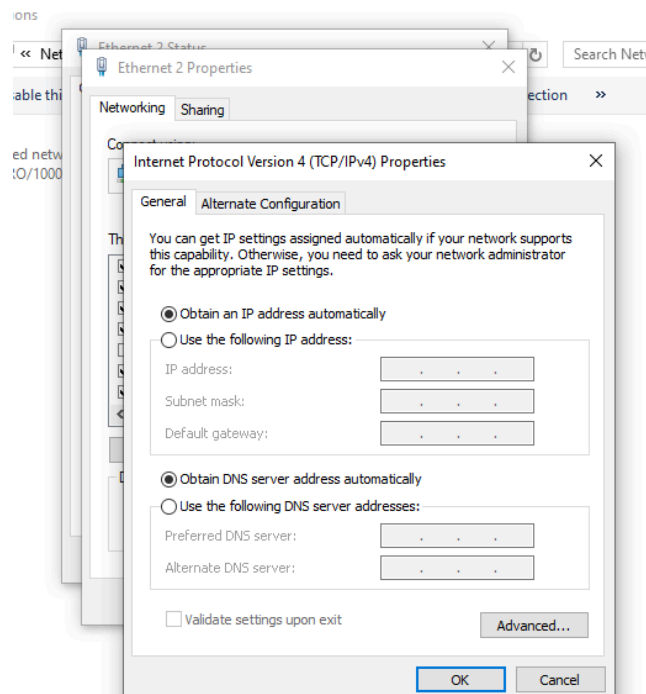 ions
« Net
Ethernet 2 Status
Search Netw
Ethernet 2 Properties
able thi
ection »
Networking Sharing
ed netw
RO/1000
Internet Protocol Version 4 (TCP/IPv4) Properties
General Alternate Configuration
Th
You can get IP settings assigned automatically if your network supports
this capability. Otherwise, you need to ask your network administrator
for the appropriate IP settings.
Obtain an IP address automatically
Use the following IP address:
IP address:
Subnet mask:
Default gateway:
Obtain DNS server address automatically
Use the following DNS server addresses:
Preferred DNS server:
Alternate DNS server:
Validate settings upon exit
Advanced...
OK Cancel